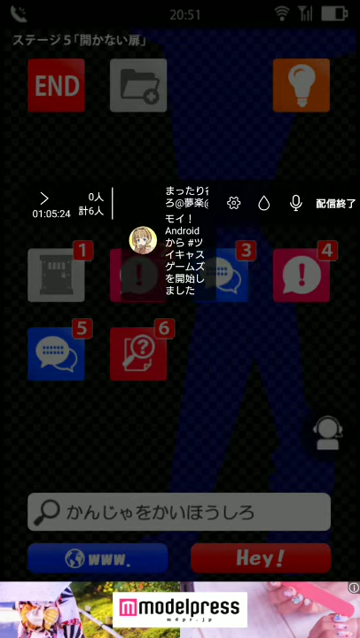 20:51
ステージ5「開かない扉」
END
0人
計6人
01:05:24
まったり
ろ@夢楽@
配信終了
モイ！
Android
から #ツ
イキャス
ゲームズ
を開始し
ました
1
3
4
5
6
かんじゃをかいほうしろ
www.
Hey!
modelpress
mdpr.jp